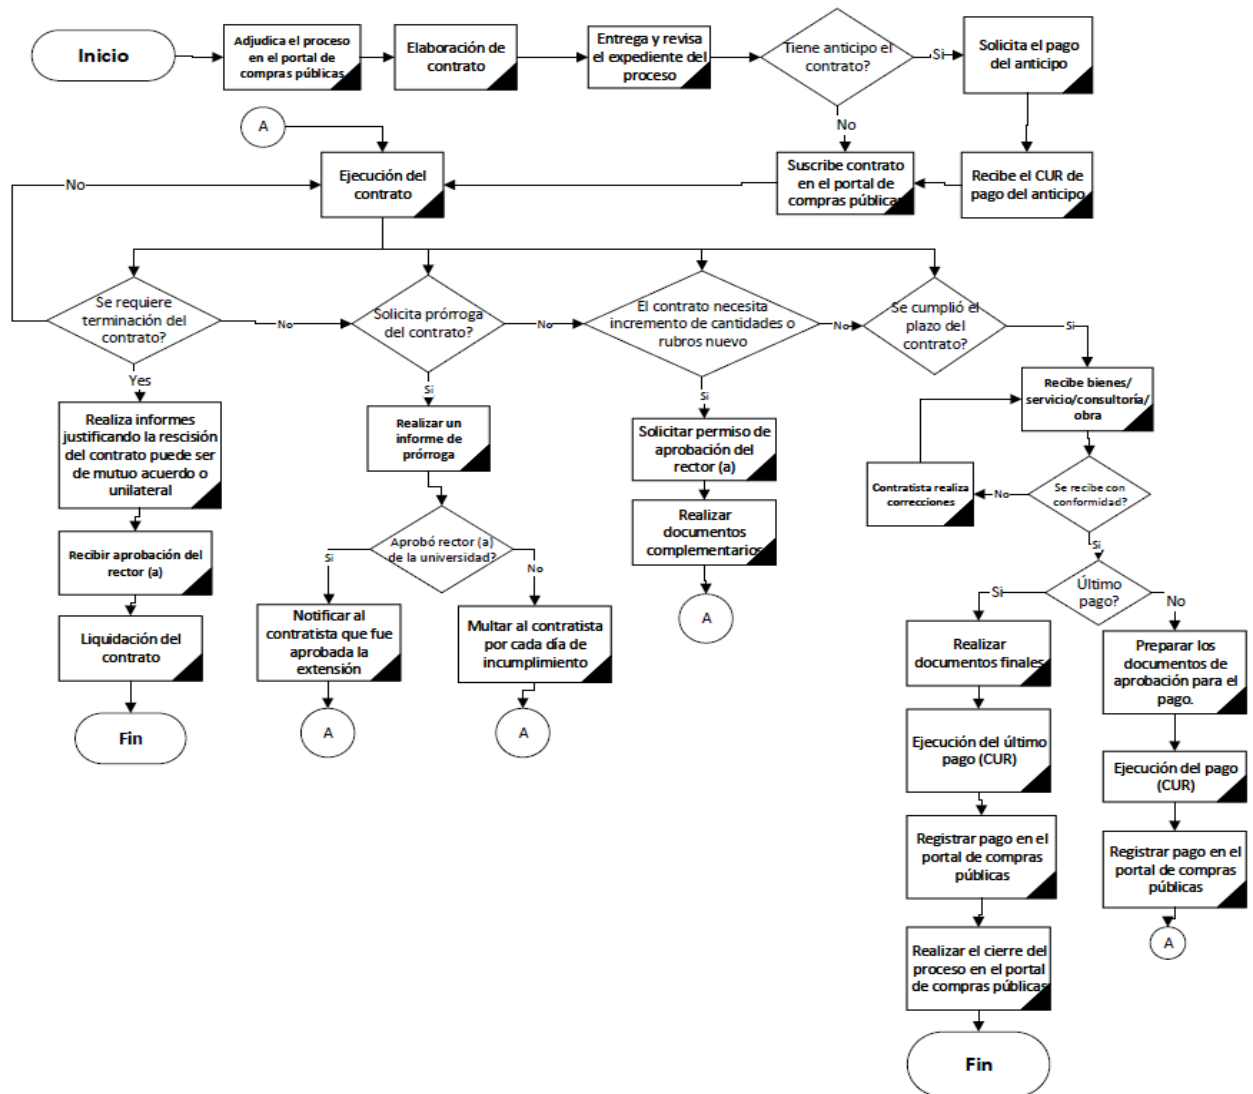 Inicio
Adjudica el proceso
en el portal de
compras públicas
Elaboración de
contrato
Entrega y revisa
el expediente del
proceso
Tiene anticipo el
contrato?
Si
Solicita el pago
del anticipo
No
A
Ejecución del
contrato
Suscribe contrato
en el portal de
compras públicas
Recibe el CUR de
pago del anticipo
No
Se requiere
terminación del
contrato?
No
Solicita prórroga
del contrato?
No
El contrato necesita
incremento de cantidades o
rubros nuevo
No
Se cumplió el
plazo del
contrato?
Si
Yes
Si
Si
Realiza informes
justificando la rescisión
del contrato puede ser
de mutuo acuerdo o
unilateral
Realizar un
informe de
prórroga
Solicitar permiso de
aprobación del
rector (a)
Recibe bienes/
servicio/consultoría/
obra
Contratista realiza
correcciones
No
Se recibe con
conformidad?
Si
Recibir aprobación del
rector (a)
Aprobó rector (a)
de la universidad?
Si
No
Realizar
documentos
complementarios
A
Último
pago?
Si
No
Liquidación del
contrato
Notificar al
contratista que fue
aprobada la
extensión
Multar al contratista
por cada día de
incumplimiento
Realizar
documentos finales
Preparar los
documentos de
aprobación para el
pago.
Fin
A
A
Ejecución del último
pago (CUR)
Ejecución del pago
(CUR)
Registrar pago en el
portal de compras
públicas
Registrar pago en el
portal de compras
públicas
A
Realizar el cierre del
proceso en el portal
de compras públicas
Fin